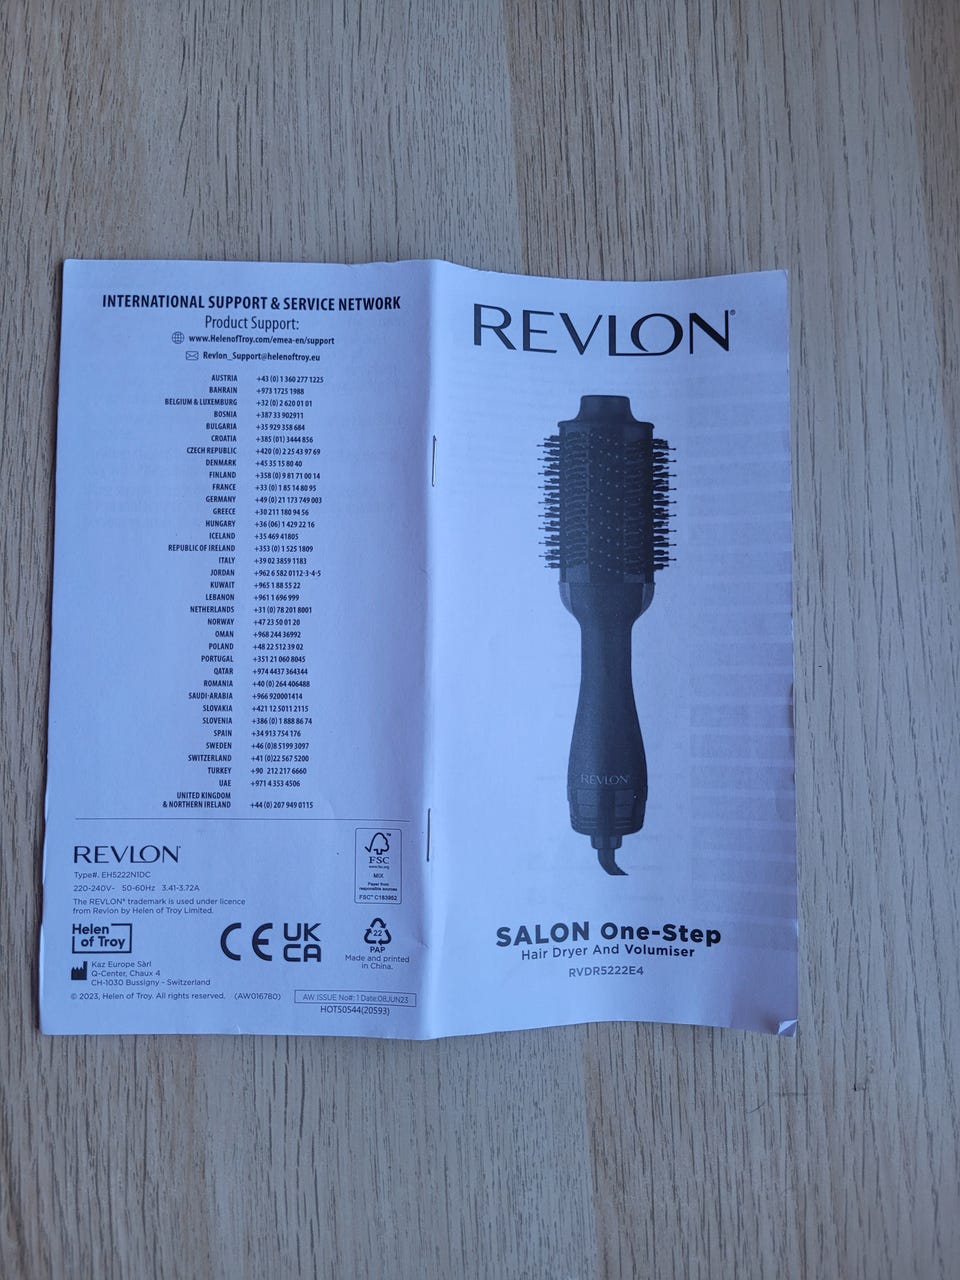 INTERNATIONAL SUPPORT & SERVICE NETWORK
Product Support:
www.HelenofTroy.com/emea-en/support
Revlon_Support@helenoftroy.eu
AUSTRIA +43 (0) 1 360 277 1225
BAHRAIN +973 1725 1988
BELGIUM & LUXEMBURG +32 (0) 2 620 01 01
BOSNIA +387 33 902911
BULGARIA +35 929 358 684
CROATIA +385 (01) 3444 856
CZECH REPUBLIC +420 (0) 2 25 43 97 69
DENMARK +45 35 15 80 40
FINLAND +358 (0) 9 81 71 00 14
FRANCE +33 (0) 1 85 14 80 95
GERMANY +49 (0) 21 173 749 003
GREECE +30 211 180 94 56
HUNGARY +36 (06) 1 429 22 16
ICELAND +35 469 41805
REPUBLIC OF IRELAND +353 (0) 1 525 1809
ITALY +39 02 3859 1183
JORDAN +962 6 582 0112-3-4-5
KUWAIT +965 1 88 55 22
LEBANON +961 1 696 999
NETHERLANDS +31 (0) 78 201 8001
NORWAY +47 23 50 01 20
OMAN +968 244 36992
POLAND +48 22 512 39 02
PORTUGAL +351 21 060 8045
QATAR +974 4437 364344
ROMANIA +40 (0) 264 406488
SAUDI-ARABIA +966 920001414
SLOVAKIA +421 12 5011 2115
SLOVENIA +386 (0) 1 888 86 74
SPAIN +34 913 754 176
SWEDEN +46 (0)8 5199 3097
SWITZERLAND +41 (0)22 567 5200
TURKEY +90 212 217 6660
UAE +971 4 353 4506
UNITED KINGDOM
& NORTHERN IRELAND +44 (0) 207 949 0115
REVLON®
Type#. EH5222N1DC
220-240V~ 50-60Hz 3.41-3.72A
The REVLON® trademark is used under licence
from Revlon by Helen of Troy Limited.
FSC
www.fsc.org
MIX
Paper from
responsible sources
FSC™ C183952
Helen
of Troy
CE UK
CA
22
PAP
Made and printed
in China.
Kaz Europe Sàrl
Q-Center, Chaux 4
CH-1030 Bussigny - Switzerland
© 2023, Helen of Troy. All rights reserved. (AW016780)
AW ISSUE No#: 1 Date:08JUN23
HOT50544(20593)
REVLON®
REVLON®
SALON One-Step
Hair Dryer And Volumiser
RVDR5222E4